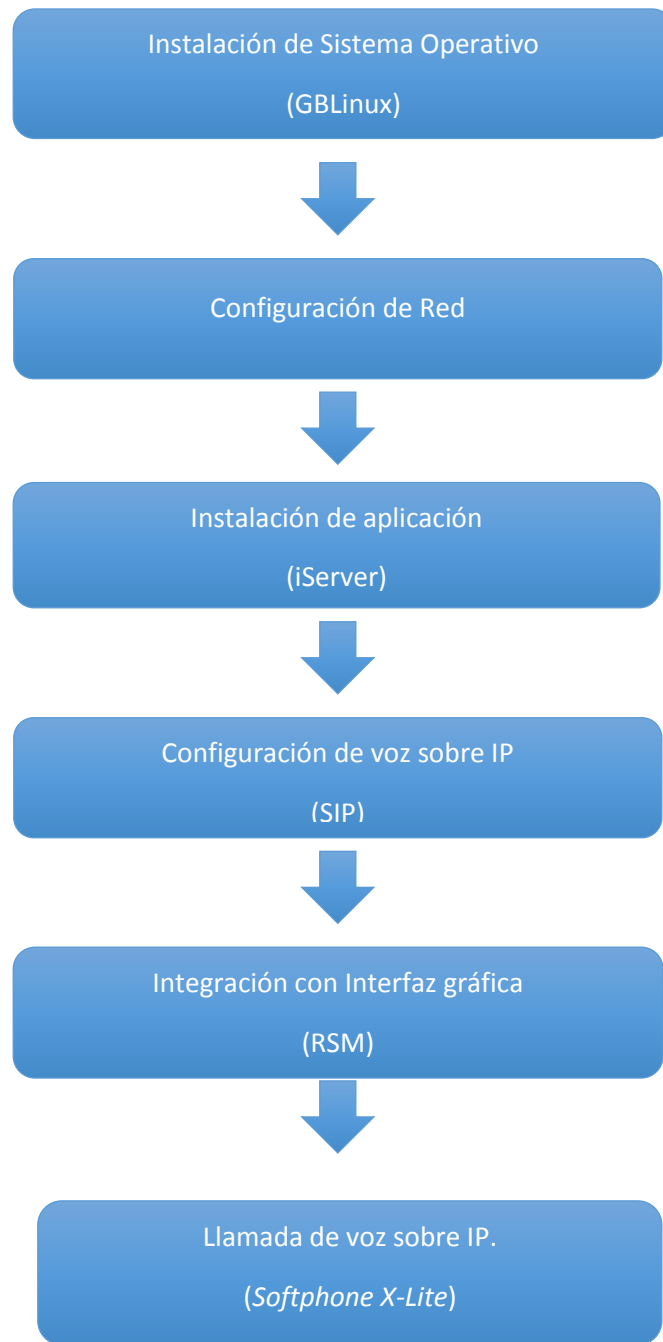 Instalación de Sistema Operativo
(GBLinux)
Configuración de Red
Instalación de aplicación
(iServer)
Configuración de voz sobre IP
(SIP)
Integración con Interfaz gráfica
(RSM)
Llamada de voz sobre IP.
(Softphone X-Lite)